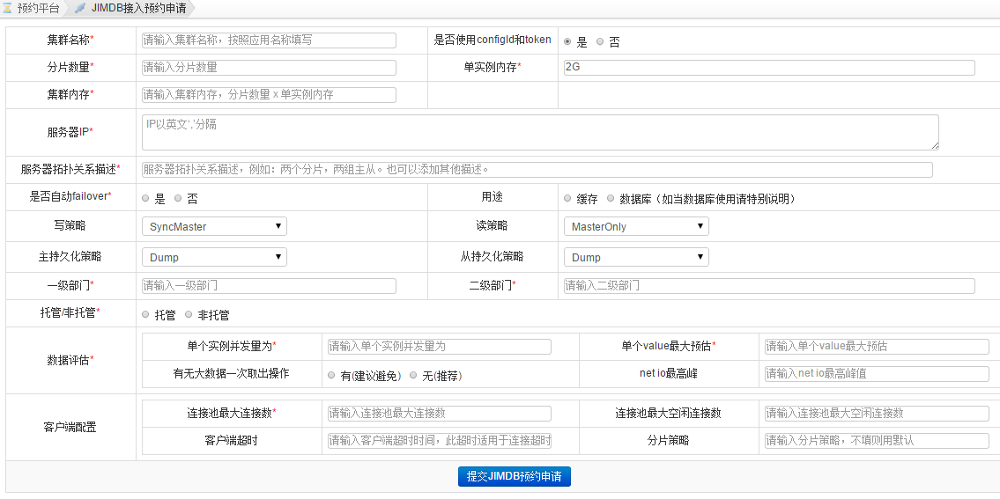 预约平台 JIMDB接入预约申请
集群名称* 请输入集群名称，按照应用名称填写 是否使用configId和token 是 否
分片数量* 请输入分片数量 单实例内存* 2G
集群内存* 请输入集群内存，分片数量 x 单实例内存
服务器IP* IP以英文','分隔
服务器拓扑关系描述* 服务器拓扑关系描述，例如：两个分片，两组主从。也可以添加其他描述。
是否自动failover* 是 否 用途 缓存 数据库（如当数据库使用请特别说明）
写策略 SyncMaster 读策略 MasterOnly
主持久化策略 Dump 从持久化策略 Dump
一级部门* 请输入一级部门 二级部门* 请输入二级部门
托管/非托管* 托管 非托管
数据评估*
单个实例并发量为* 请输入单个实例并发量为 单个value最大预估* 请输入单个value最大预估
有无大数据一次取出操作 有(建议避免) 无(推荐) net io最高峰 请输入net io最高峰值
客户端配置
连接池最大连接数* 请输入连接池最大连接数 连接池最大空闲连接数 请输入连接池最大空闲连接数
客户端超时 请输入客户端超时时间，此超时适用于连接超时 分片策略 请输入分片策略，不填则用默认
提交JIMDB预约申请